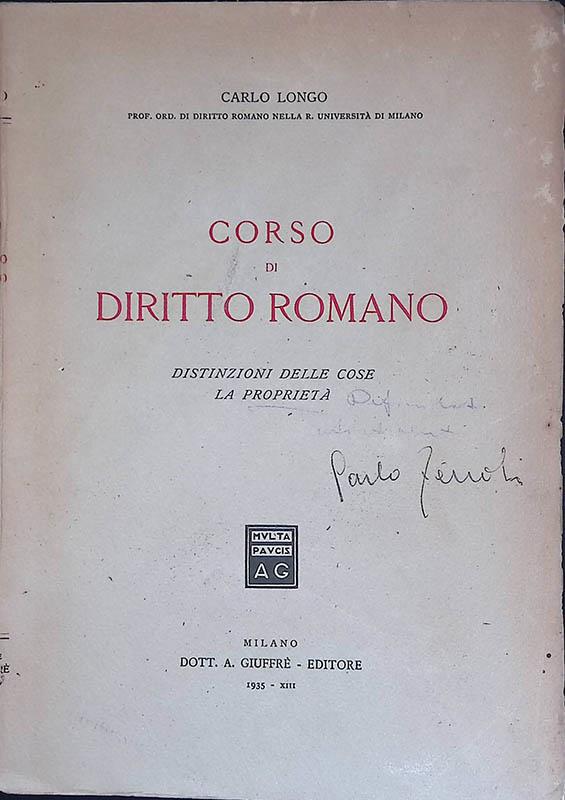 CARLO LONGO
PROF. ORD. DI DIRITTO ROMANO NELLA R. UNIVERSITÀ DI MILANO
CORSO
DI
DIRITTO ROMANO
DISTINZIONI DELLE COSE
LA PROPRIETÀ
Carlo
MVLTA
PAVCIS
AG
MILANO
DOTT. A. GIUFFRÈ - EDITORE
1935 - XIII